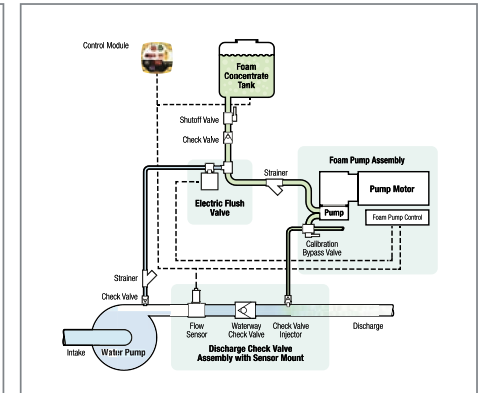 Control Module
Foam
Concentrate
Tank
Shutoff Valve
Check Valve
Strainer
Foam Pump Assembly
Pump Motor
Electric Flush
Valve
Pump
Foam Pump Control
Calibration
Bypass Valve
Strainer
Check Valve
Flow
Sensor
Waterway
Check Valve
Check Valve
Injector
Discharge
Intake
Water Pump
Discharge Check Valve
Assembly with Sensor Mount